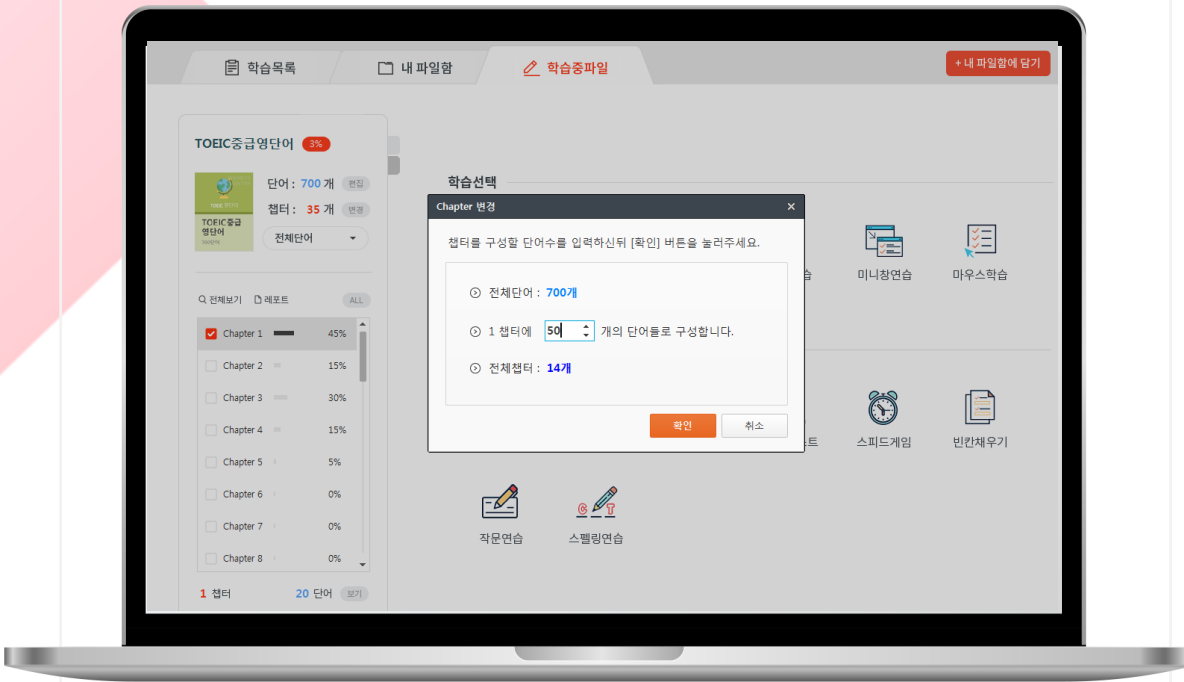 학습목록
내 파일함
학습중파일
+ 내 파일함에 담기
TOEIC중급영단어 3%
단어 : 700 개 편집
챕터 : 35 개 변경
TOEIC중급
영단어
전체단어
전체보기 레포트 ALL
Chapter 1 45%
Chapter 2 15%
Chapter 3 30%
Chapter 4 15%
Chapter 5 5%
Chapter 6 0%
Chapter 7 0%
Chapter 8 0%
1 챕터 20 단어 보기
학습선택
Chapter 변경 ×
챕터를 구성할 단어수를 입력하신뒤 [확인] 버튼을 눌러주세요.
전체단어 : 700개
1 챕터에 50 개의 단어들로 구성합니다.
전체챕터 : 14개
확인 취소
습 미니창연습 마우스학습
트 스피드게임 빈칸채우기
C T
작문연습 스펠링연습